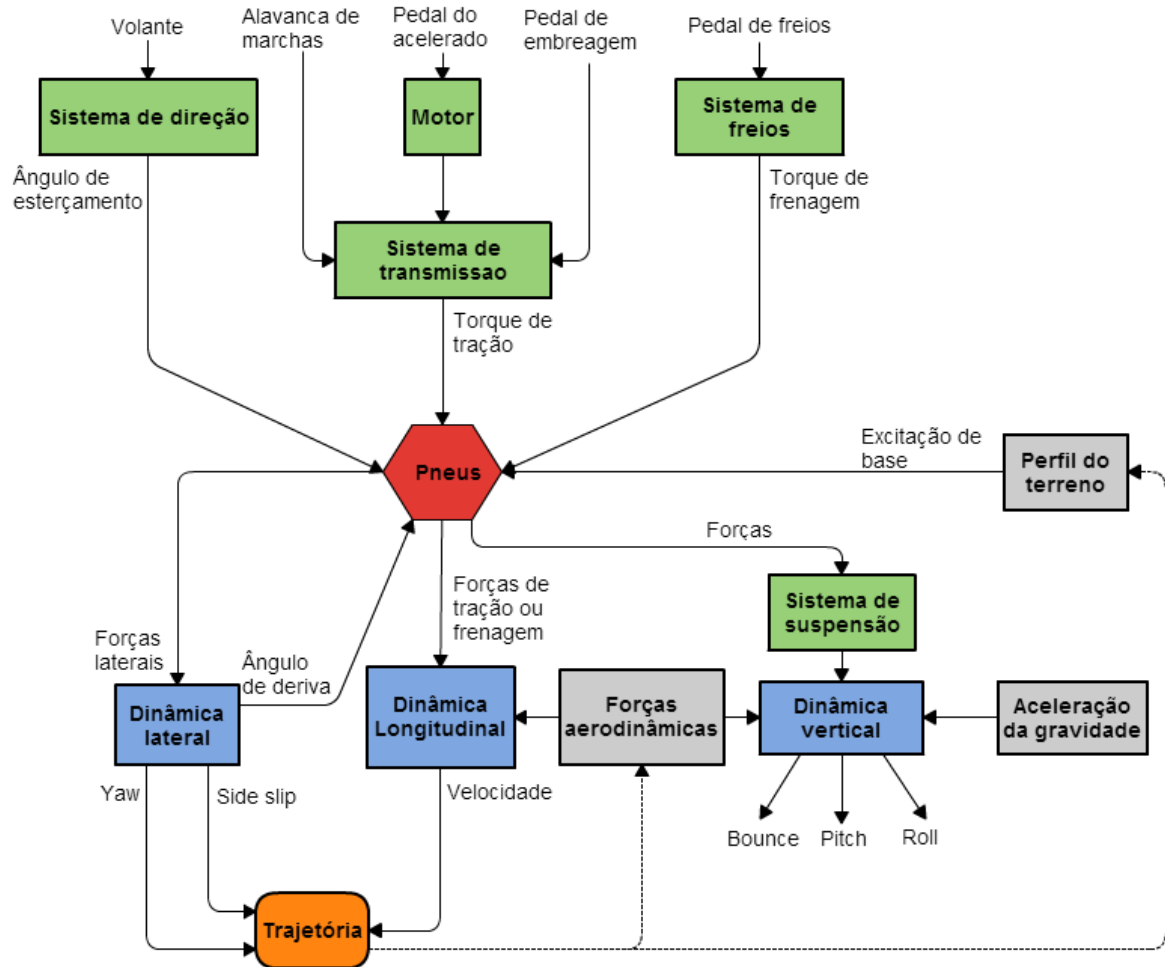 Volante
Alavanca de
marchas
Pedal do
acelerado
Pedal de
embreagem
Pedal de freios
Sistema de direção
Motor
Sistema de
freios
Ângulo de
esterçamento
Torque de
frenagem
Sistema de
transmissao
Torque de
tração
Pneus
Excitação de
base
Perfil do
terreno
Forças
Forças de
tração ou
frenagem
Sistema de
suspensão
Forças
laterais
Ângulo
de deriva
Dinâmica
lateral
Dinâmica
Longitudinal
Forças
aerodinâmicas
Dinâmica
vertical
Aceleração
da gravidade
Yaw
Side slip
Velocidade
Bounce
Pitch
Roll
Trajetória